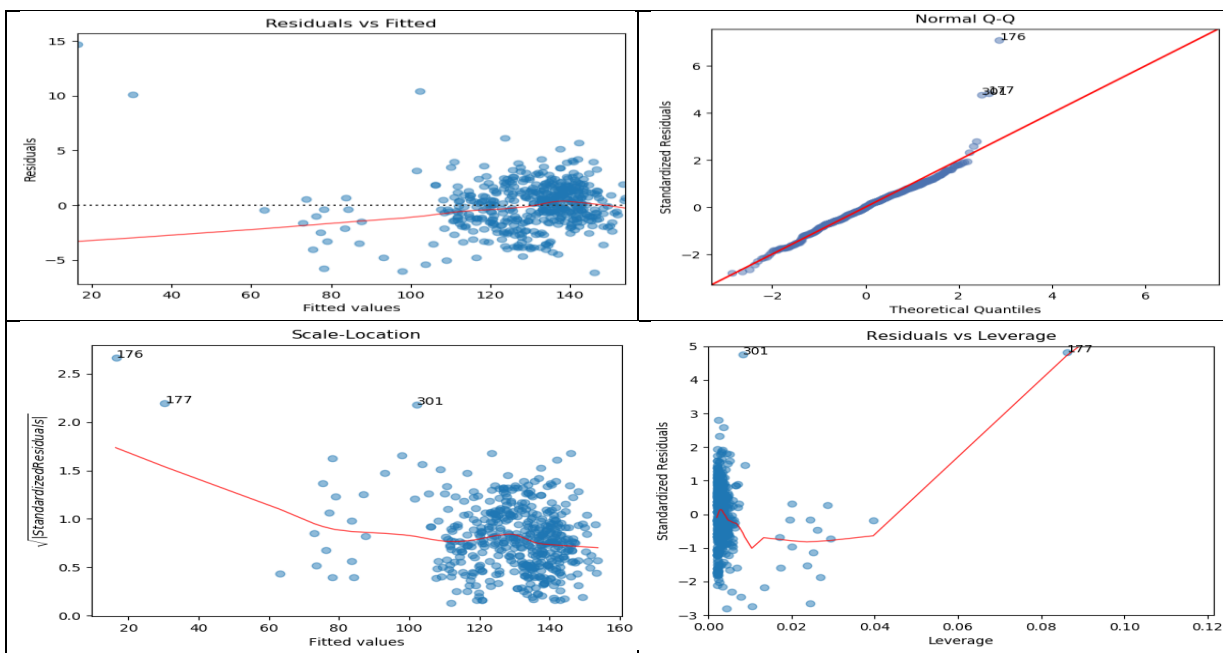 Residuals vs Fitted
15
10
5
0
−5
Residuals
20 40 60 80 100 120 140
Fitted values
Normal Q-Q
176
301
177
6
4
2
0
−2
Standardized Residuals
−2 0 2 4 6
Theoretical Quantiles
Scale-Location
176
177
301
2.5
2.0
1.5
1.0
0.5
0.0
√|StandardizedResiduals|
20 40 60 80 100 120 140 160
Fitted values
Residuals vs Leverage
301
177
5
4
3
2
1
0
−1
−2
−3
Standardized Residuals
0.00 0.02 0.04 0.06 0.08 0.10 0.12
Leverage